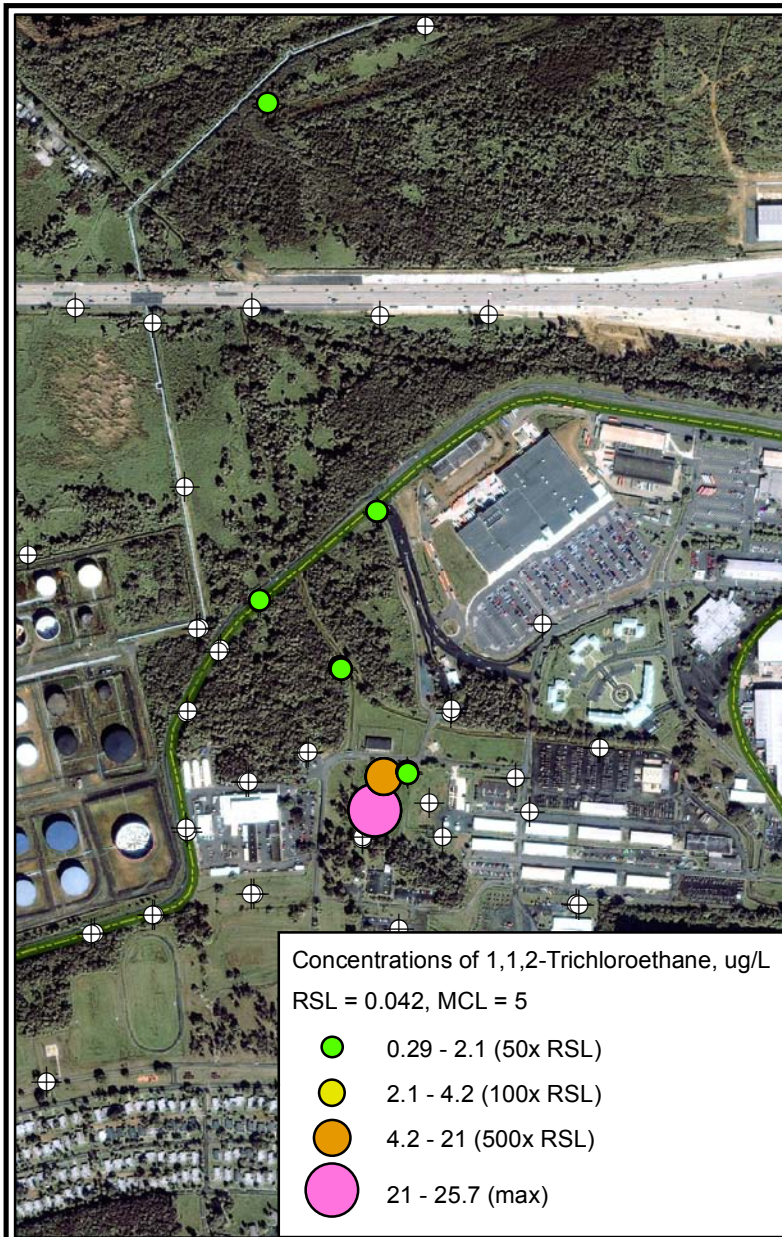 Concentrations of 1,1,2-Trichloroethane, ug/L
RSL = 0.042, MCL = 5
0.29 - 2.1 (50x RSL)
2.1 - 4.2 (100x RSL)
4.2 - 21 (500x RSL)
21 - 25.7 (max)